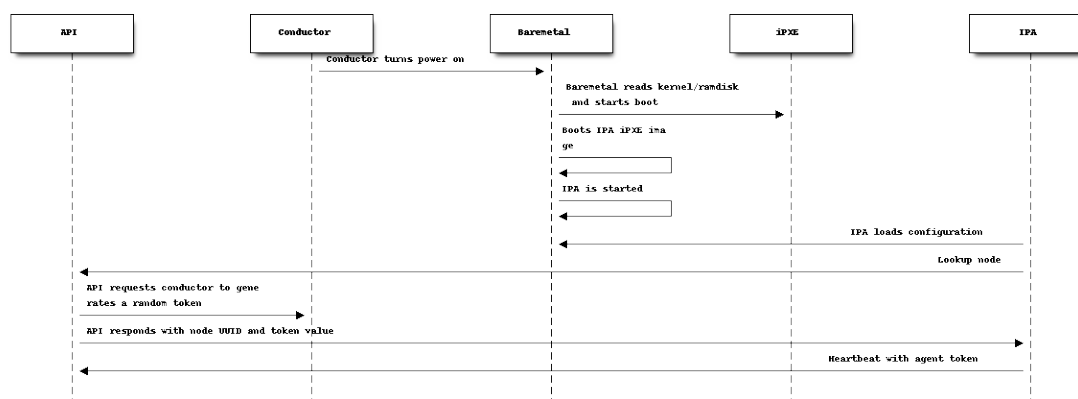 API
Conductor
Baremetal
iPXE
IPA
Conductor turns power on
Baremetal reads kernel/ramdisk
and starts boot
Boots IPA iPXE ima
ge
IPA is started
IPA loads configuration
Lookup node
API requests conductor to gene
rates a random token
API responds with node UUID and token value
Heartbeat with agent token